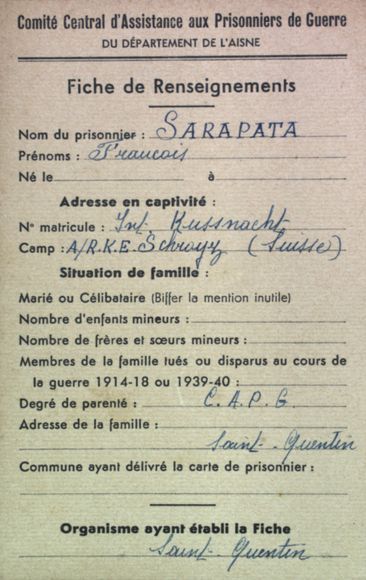 Comité Central d'Assistance aux Prisonniers de Guerre
DU DÉPARTEMENT DE L'AISNE
Fiche de Renseignements
Nom du prisonnier : SARAPATA
Prénoms : Francois
Né le à
Adresse en captivité :
N° matricule : Int. Kussnacht
Camp : A/R.K.E. Schroyz (Suisse)
Situation de famille :
Marié ou Célibataire (Biffer la mention inutile)
Nombre d'enfants mineurs :
Nombre de frères et sœurs mineurs :
Membres de la famille tués ou disparus au cours de
la guerre 1914-18 ou 1939-40 :
Degré de parenté : C.A.P.G
Adresse de la famille :
Saint-Quentin
Commune ayant délivré la carte de prisonnier :
Organisme ayant établi la Fiche
Saint-Quentin